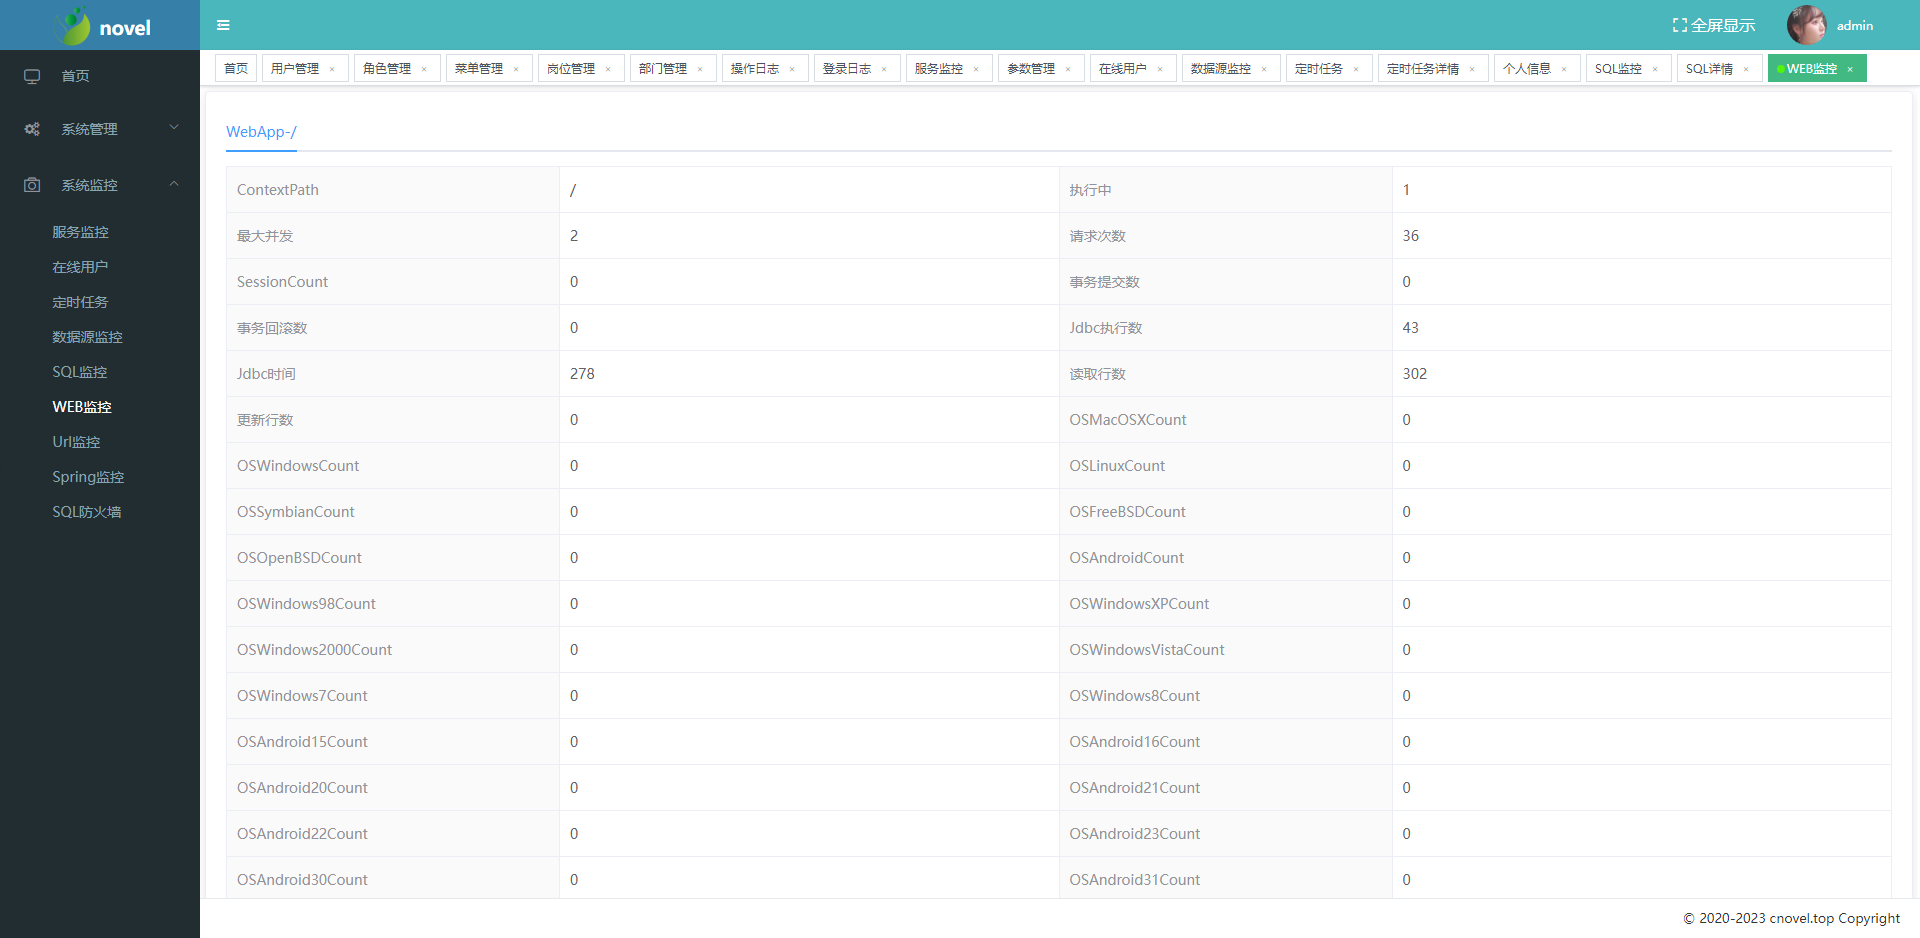 novel
全屏显示
admin
首页 用户管理 × 角色管理 × 菜单管理 × 岗位管理 × 部门管理 × 操作日志 × 登录日志 × 服务监控 × 参数管理 × 在线用户 × 数据源监控 × 定时任务 × 定时任务详情 × 个人信息 × SQL监控 × SQL详情 × WEB监控 ×
首页
系统管理
系统监控
服务监控
在线用户
定时任务
数据源监控
SQL监控
WEB监控
Url监控
Spring监控
SQL防火墙
WebApp-/
ContextPath / 执行中 1
最大并发 2 请求次数 36
SessionCount 0 事务提交数 0
事务回滚数 0 Jdbc执行数 43
Jdbc时间 278 读取行数 302
更新行数 0 OSMacOSXCount 0
OSWindowsCount 0 OSLinuxCount 0
OSSymbianCount 0 OSFreeBSDCount 0
OSOpenBSDCount 0 OSAndroidCount 0
OSWindows98Count 0 OSWindowsXPCount 0
OSWindows2000Count 0 OSWindowsVistaCount 0
OSWindows7Count 0 OSWindows8Count 0
OSAndroid15Count 0 OSAndroid16Count 0
OSAndroid20Count 0 OSAndroid21Count 0
OSAndroid22Count 0 OSAndroid23Count 0
OSAndroid30Count 0 OSAndroid31Count 0
© 2020-2023 cnovel.top Copyright